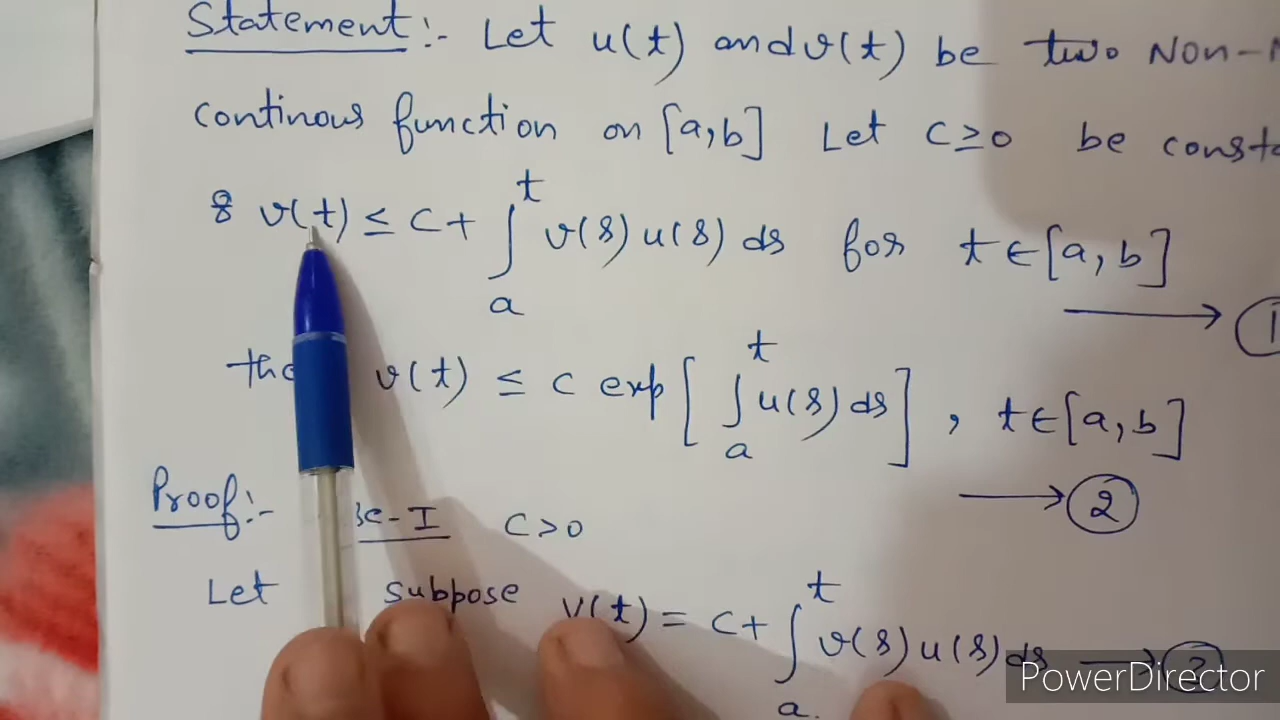 Statement :- Let u(t) and v(t) be two Non-
continous function on [a,b] Let C≥0 be
& v(t) ≤ C + ∫ₐᵗ v(s) u(s) ds for t∈[a,b]
→ ①
v(t) ≤ C exp[∫ₐᵗ u(s) ds], t∈[a,b]
→ ②
Proof :- -I C>0
Let suppose V(t) = C + ∫ₐᵗ v(s) u(s) ds →
PowerDirector